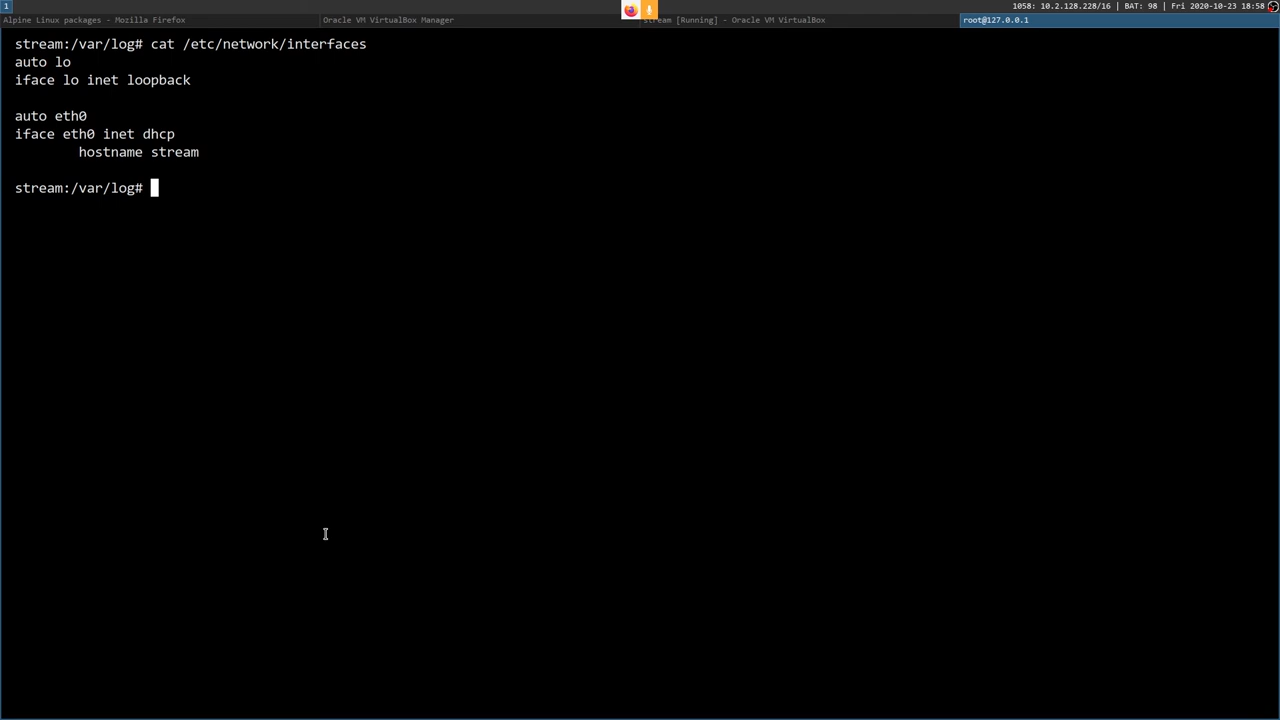 1
1058: 10.2.128.228/16 | BAT: 98 | Fri 2020-10-23 18:58
Alpine Linux packages - Mozilla Firefox
Oracle VM VirtualBox Manager
stream [Running] - Oracle VM VirtualBox
root@127.0.0.1
stream:/var/log# cat /etc/network/interfaces
auto lo
iface lo inet loopback
auto eth0
iface eth0 inet dhcp
hostname stream
stream:/var/log#